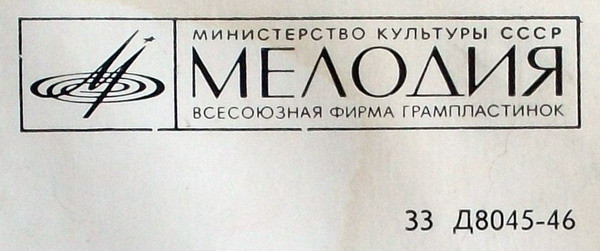 МИНИСТЕРСТВО КУЛЬТУРЫ СССР
МЕЛОДИЯ
ВСЕСОЮЗНАЯ ФИРМА ГРАМПЛАСТИНОК
33 Д8045-46